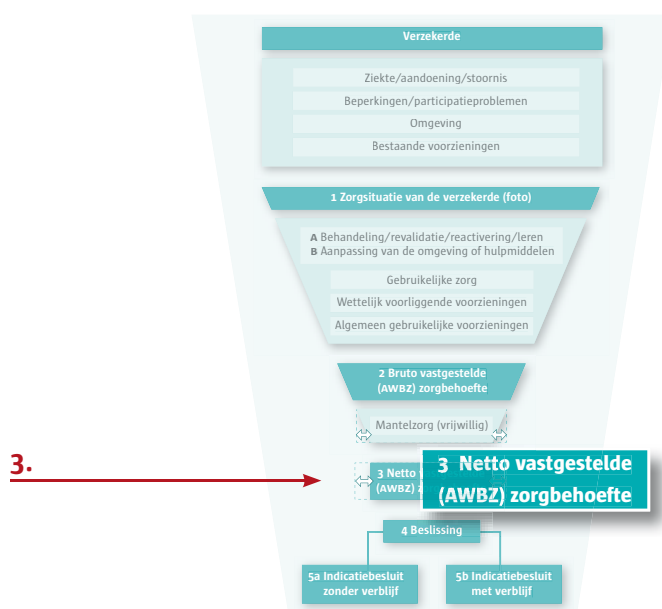 Verzekerde
Ziekte/aandoening/stoornis
Beperkingen/participatieproblemen
Omgeving
Bestaande voorzieningen
1 Zorgsituatie van de verzekerde (foto)
A Behandeling/revalidatie/reactivering/leren
B Aanpassing van de omgeving of hulpmiddelen
Gebruikelijke zorg
Wettelijk voorliggende voorzieningen
Algemeen gebruikelijke voorzieningen
2 Bruto vastgestelde
(AWBZ) zorgbehoefte
Mantelzorg (vrijwillig)
3.
3 Netto
(AWBZ)
3 Netto vastgestelde
(AWBZ) zorgbehoefte
4 Beslissing
5a Indicatiebesluit
zonder verblijf
5b Indicatiebesluit
met verblijf